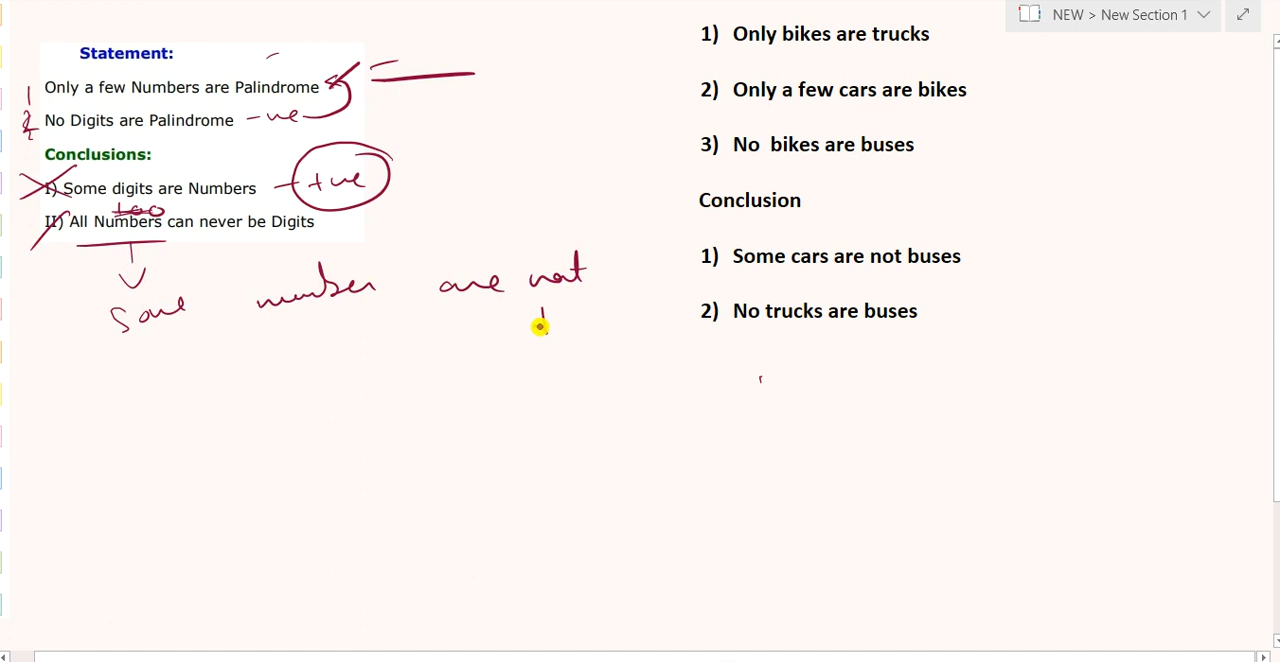 NEW > New Section 1
Statement:
1 Only a few Numbers are Palindrome
2 No Digits are Palindrome -ve
Conclusions:
I) Some digits are Numbers +ve
100
II) All Numbers can never be Digits
Some number are not
1) Only bikes are trucks
2) Only a few cars are bikes
3) No bikes are buses
Conclusion
1) Some cars are not buses
2) No trucks are buses